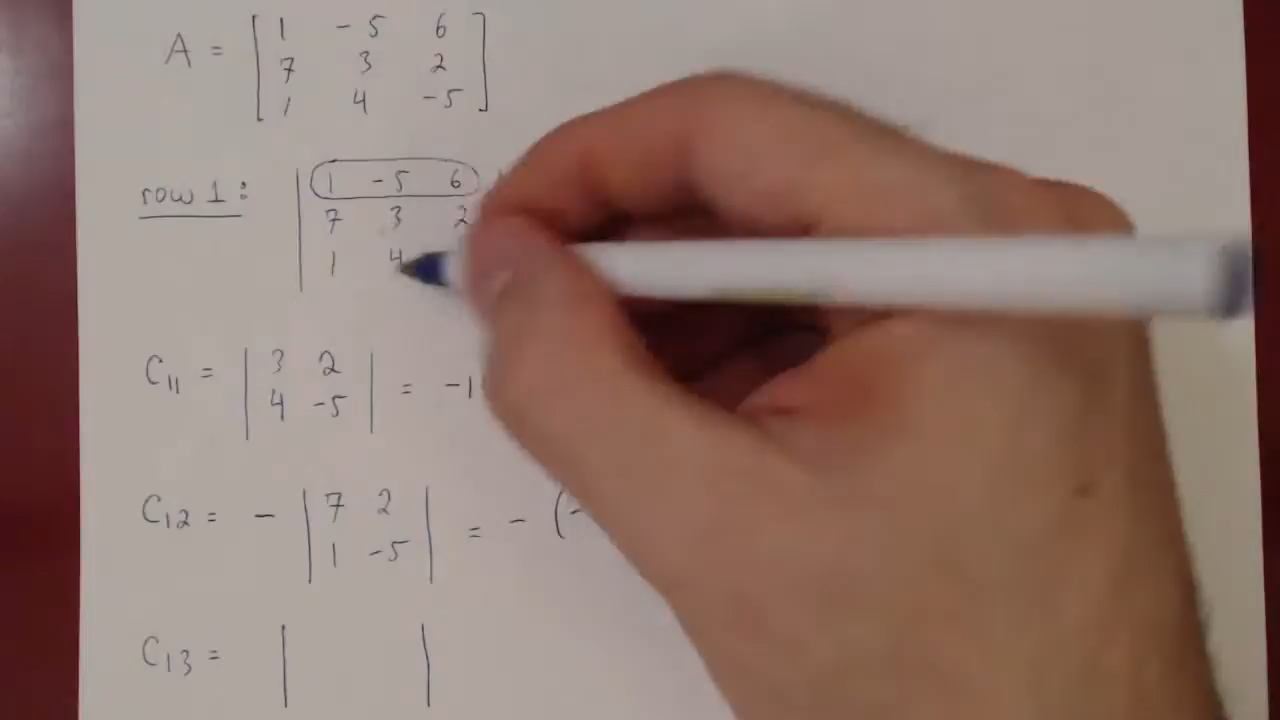 A = [ 1 -5 6
7 3 2
1 4 -5 ]
row 1: | 1 -5 6
7 3 2
1 4
C11 = | 3 2
4 -5 | = -1
C12 = - | 7 2
1 -5 | = - (-
C13 = | |